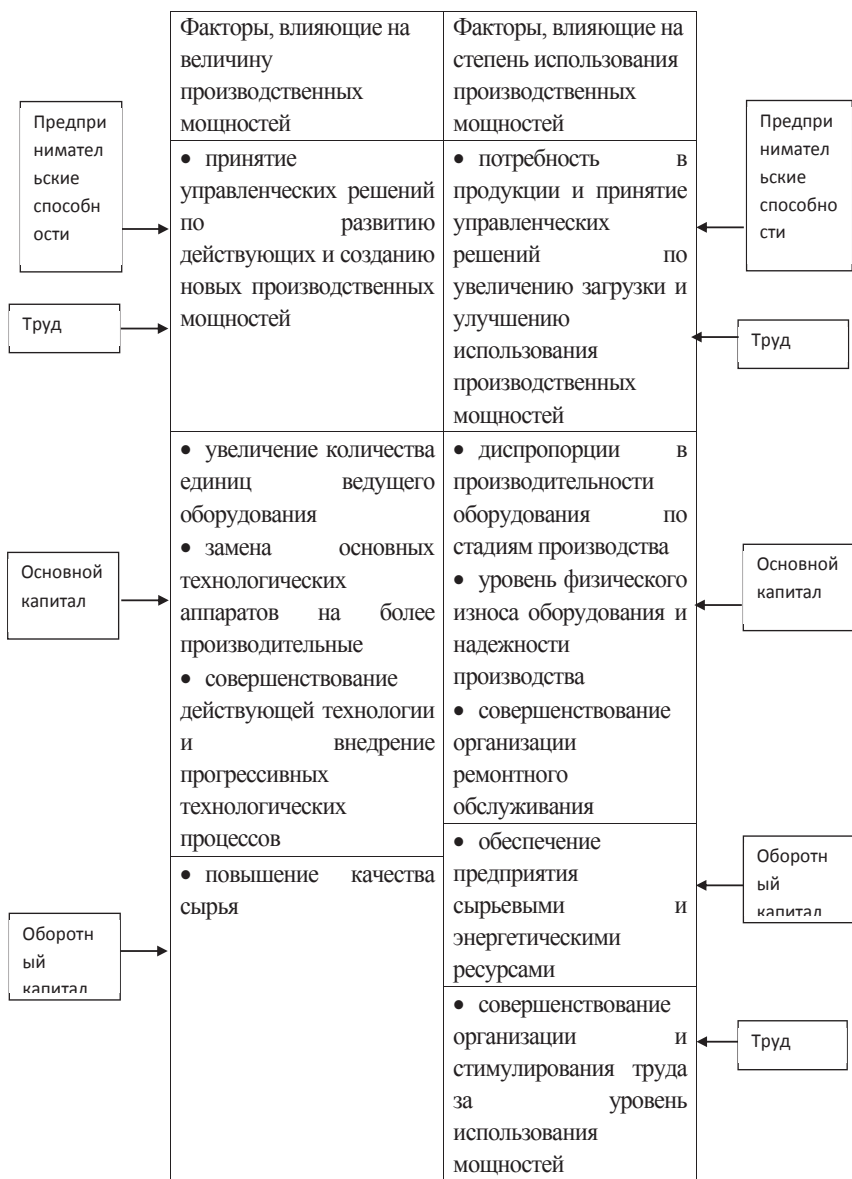 Факторы, влияющие на
величину
производственных
мощностей
Факторы, влияющие на
степень использования
производственных
мощностей
Предпри
нимател
ьские
способн
ости
Труд
• принятие
управленческих решений
по развитию
действующих и созданию
новых производственных
мощностей
• потребность в
продукции и принятие
управленческих
решений по
увеличению загрузки и
улучшению
использования
производственных
мощностей
Предпри
нимател
ьские
способно
сти
Труд
Основной
капитал
• увеличение количества
единиц ведущего
оборудования
• замена основных
технологических
аппаратов на более
производительные
• совершенствование
действующей технологии
и внедрение
прогрессивных
технологических
процессов
• диспропорции в
производительности
оборудования по
стадиям производства
• уровень физического
износа оборудования и
надежности
производства
• совершенствование
организации
ремонтного
обслуживания
Основной
капитал
Оборотн
ый
капитал
• повышение качества
сырья
• обеспечение
предприятия
сырьевыми и
энергетическими
ресурсами
Оборотн
ый
капитал
• совершенствование
организации и
стимулирования труда
за уровень
использования
мощностей
Труд